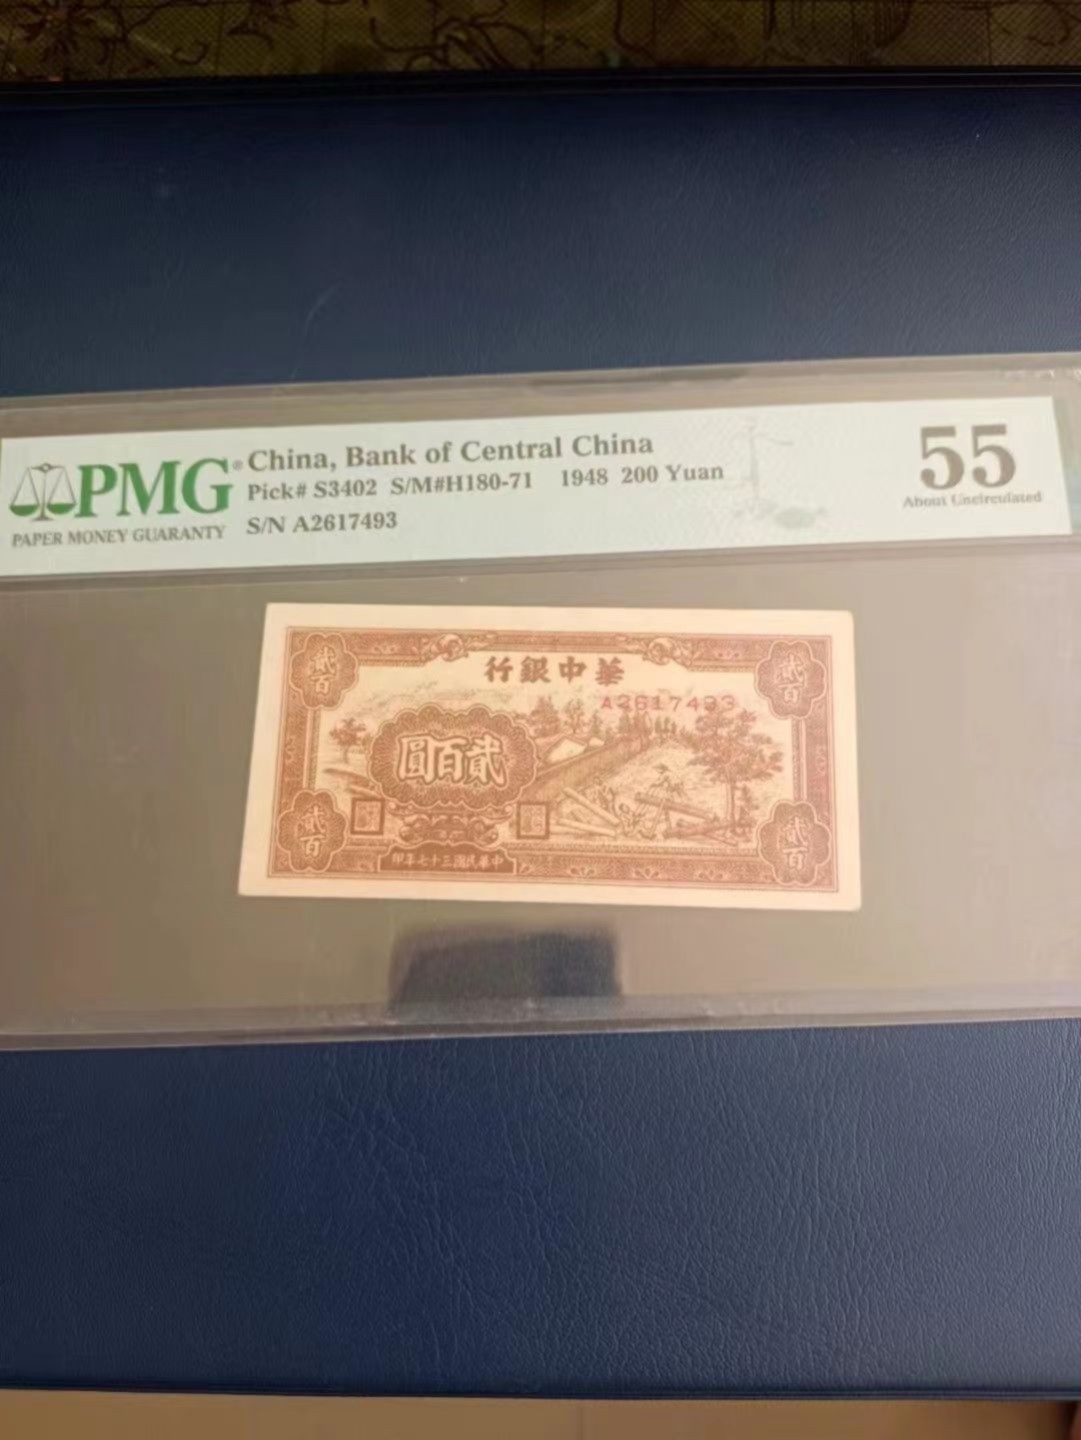 PMG®
PAPER MONEY GUARANTY
China, Bank of Central China
Pick# S3402 S/M#H180-71 1948 200 Yuan
S/N A2617493
55
About Uncirculated
行銀中華
A2617493
貳百
貳百
圓百貳
貳百
貳百
印年七十三國民華中